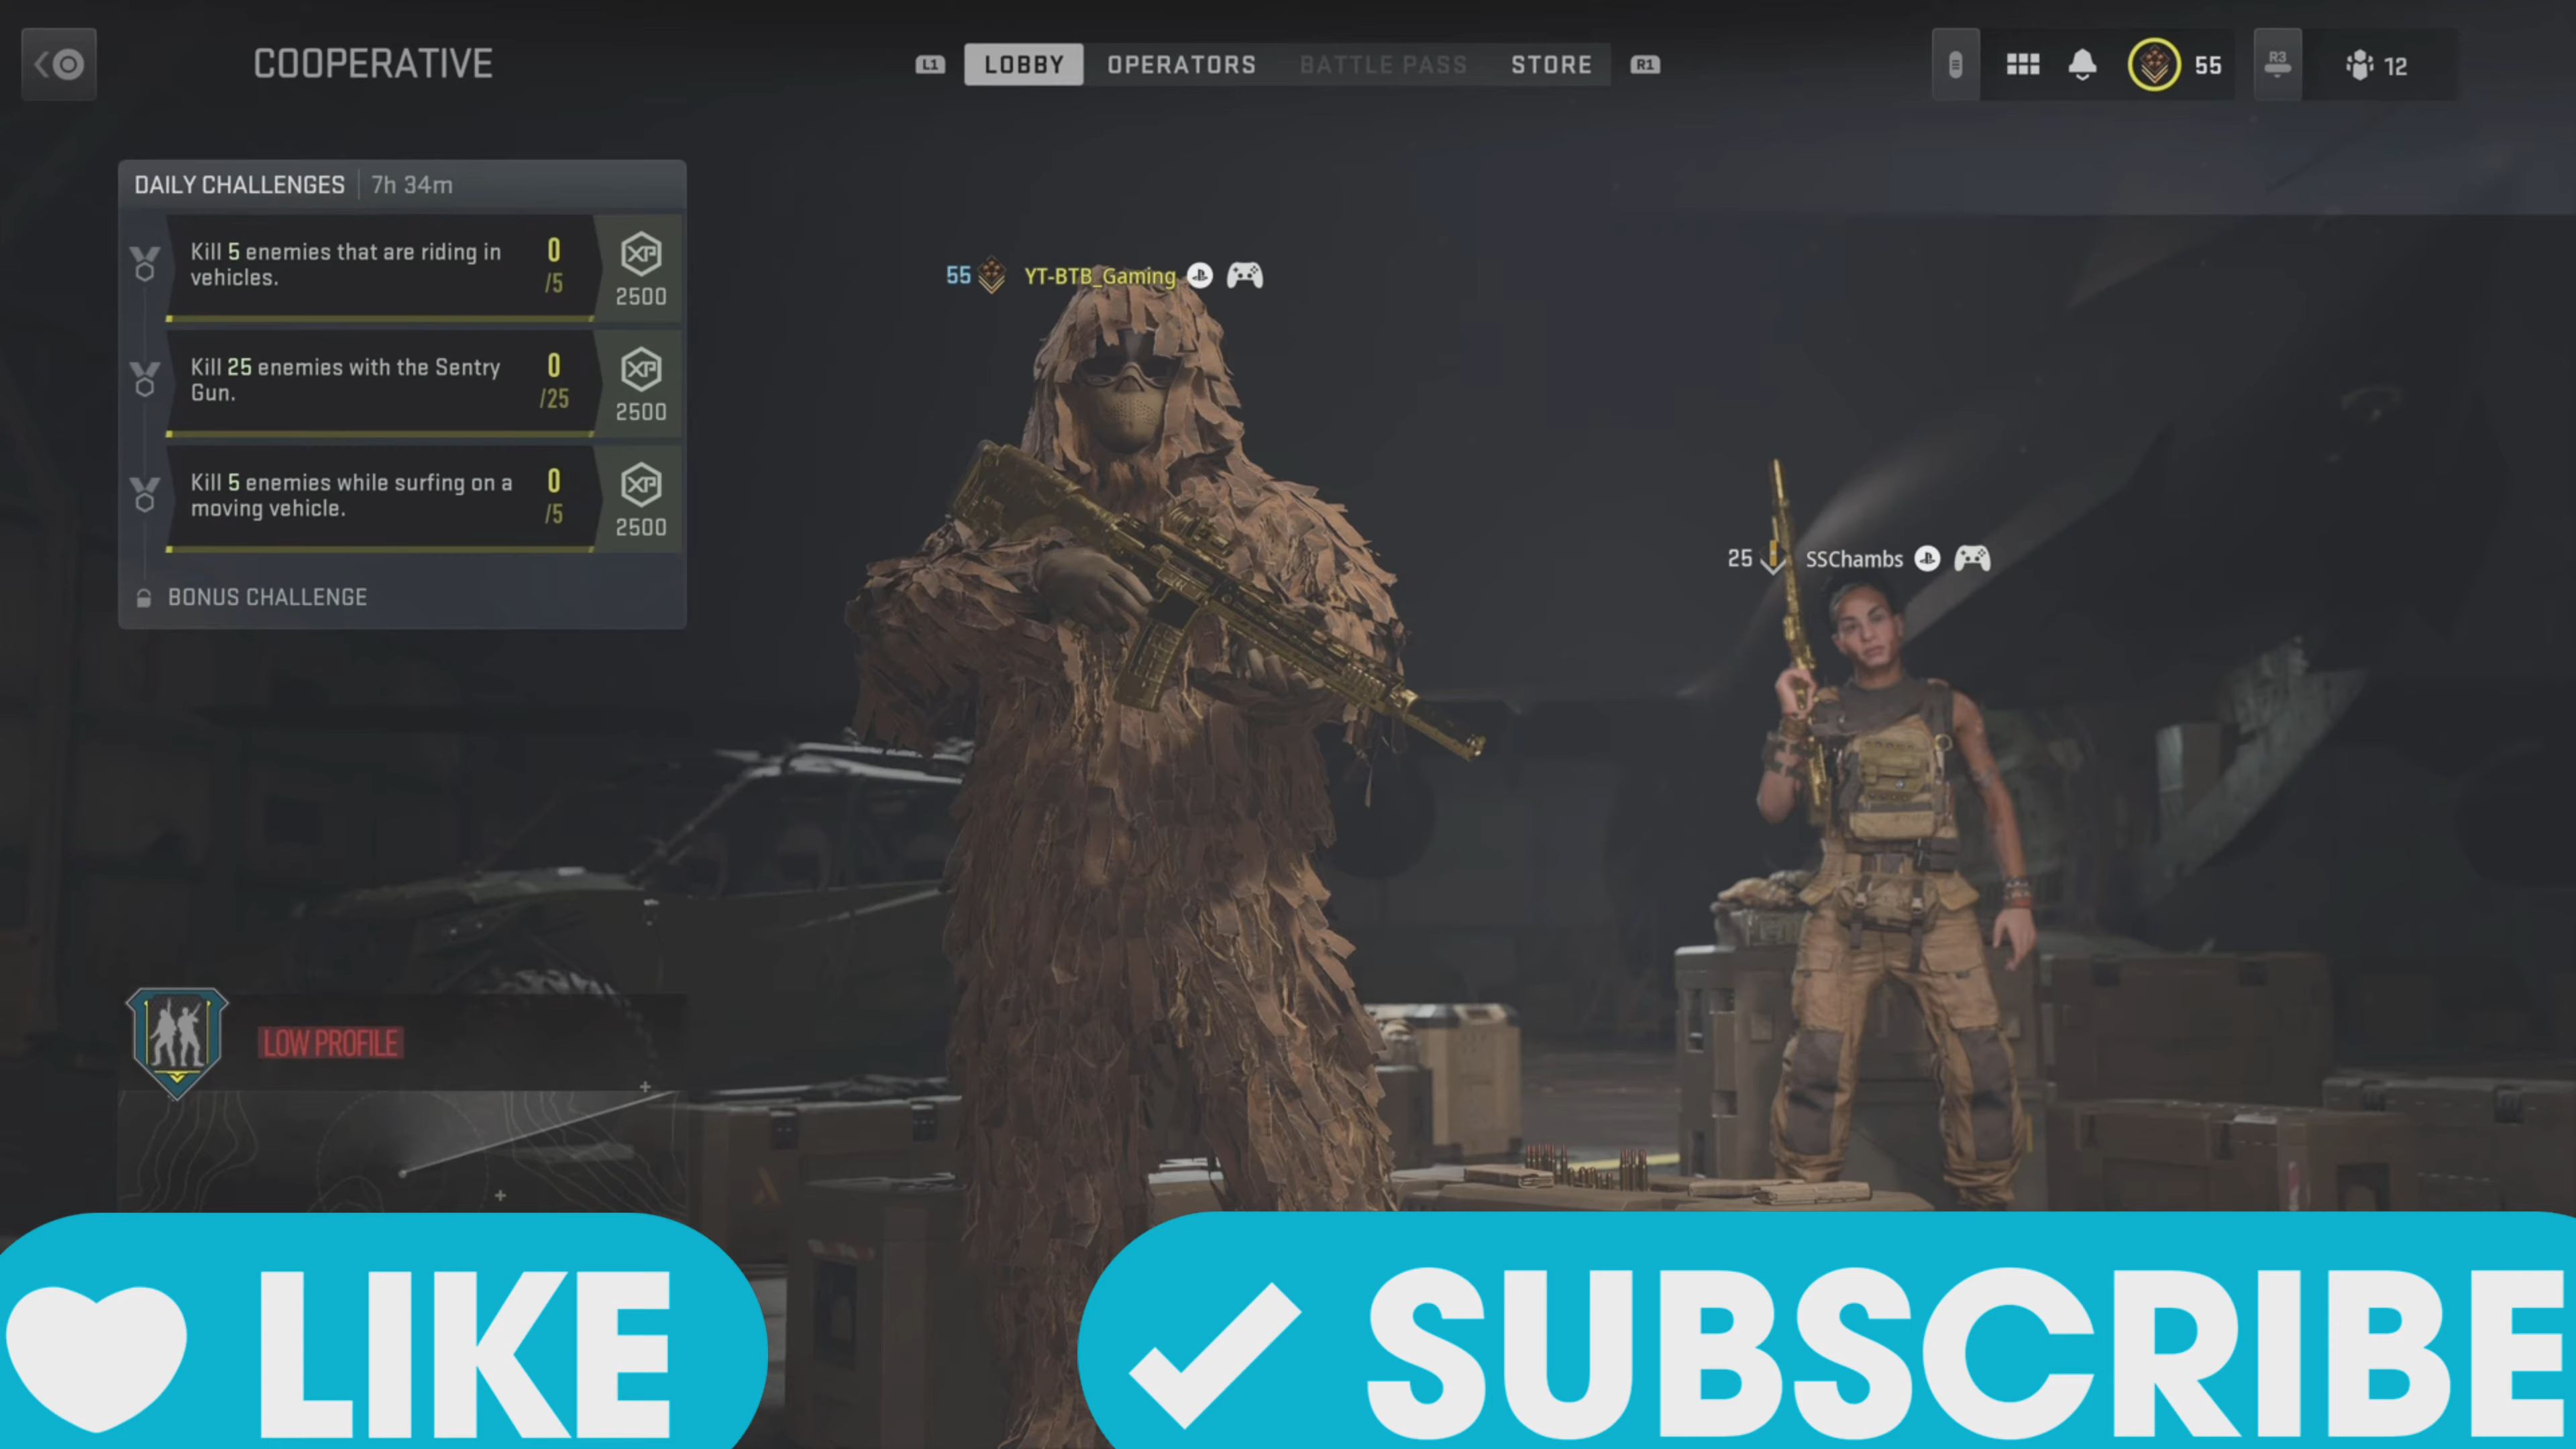 COOPERATIVE
L1 LOBBY OPERATORS BATTLE PASS STORE R1
55
R3
12
DAILY CHALLENGES 7h 34m
Kill 5 enemies that are riding in
vehicles.
0
/5
XP
2500
Kill 25 enemies with the Sentry
Gun.
0
/25
XP
2500
Kill 5 enemies while surfing on a
moving vehicle.
0
/5
XP
2500
BONUS CHALLENGE
55 YT-BTB_Gaming
25 SSChambs
LOW PROFILE
LIKE
SUBSCRIBE